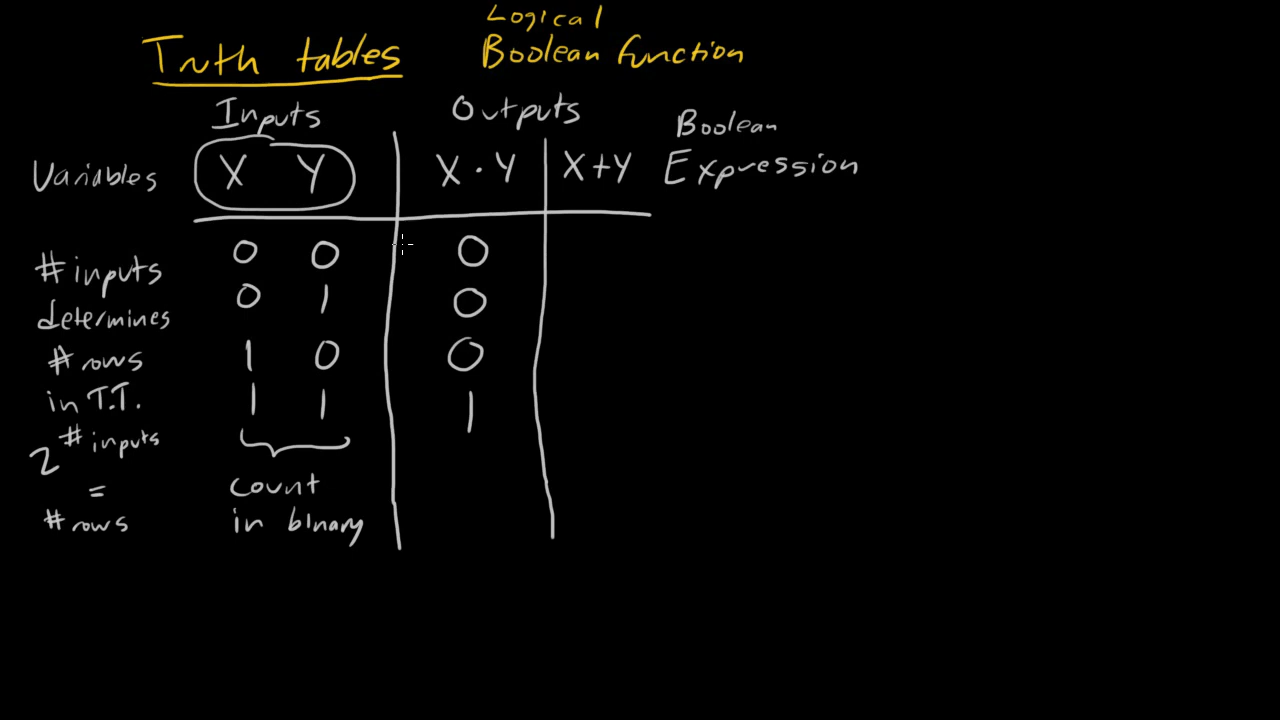 Truth tables
Logical
Boolean function
Inputs
Outputs
Boolean
Variables X Y X · Y X+Y Expression
# inputs 0 0 0
determines 0 1 0
# rows 1 0 0
in T.T. 1 1 1
2 # inputs
=
# rows
count
in binary